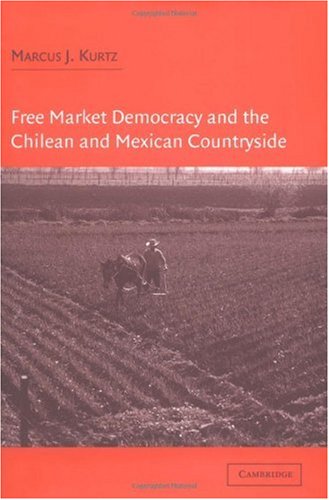 MARCUS J. KURTZ
Free Market Democracy and the
Chilean and Mexican Countryside
CAMBRIDGE